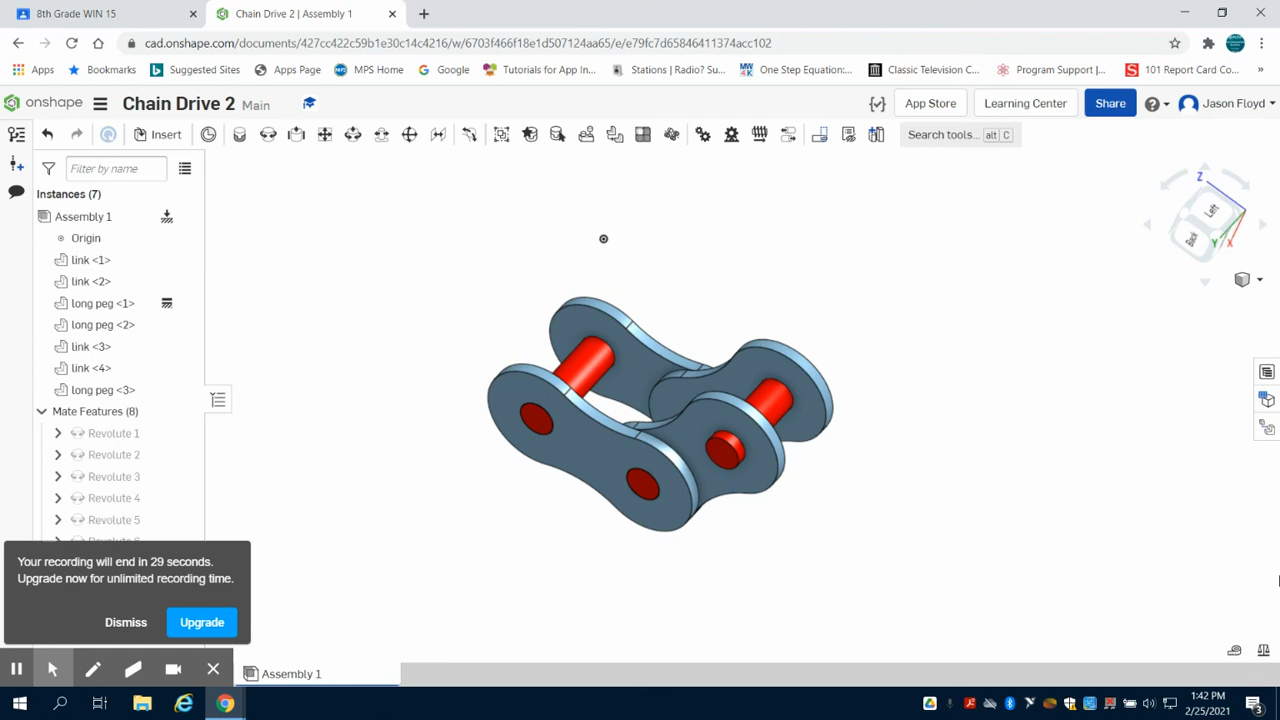 8th Grade WIN 15
Chain Drive 2 | Assembly 1
cad.onshape.com/documents/427cc422c59b1e30c14c4216/w/6703f466f18e1d507124aa65/e/e79fc7d65846411374acc102
Apps
Bookmarks
Suggested Sites
Apps Page
MPS Home
Google
Tutorials for App In...
Stations | Radio? Su...
One Step Equation:...
Classic Television C...
Program Support |...
101 Report Card Co...
onshape
Chain Drive 2 Main
App Store
Learning Center
Share
Jason Floyd
Insert
Search tools... alt C
Filter by name
Instances (7)
Assembly 1
Origin
link <1>
link <2>
long peg <1>
long peg <2>
link <3>
link <4>
long peg <3>
Mate Features (8)
Revolute 1
Revolute 2
Revolute 3
Revolute 4
Revolute 5
Z
Left
Back
Y
X
Your recording will end in 29 seconds.
Upgrade now for unlimited recording time.
Dismiss
Upgrade
Assembly 1
1:42 PM
2/25/2021
3